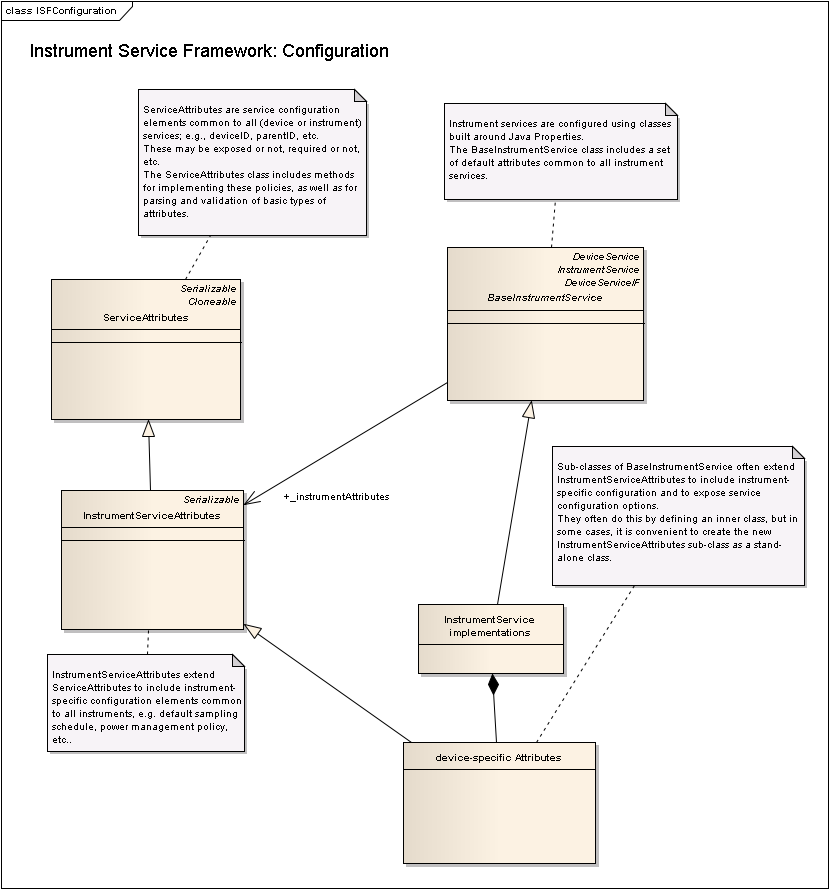 class ISFConfiguration
Instrument Service Framework: Configuration
ServiceAttributes are service configuration
elements common to all (device or instrument)
services; e.g., deviceID, parentID, etc.
These may be exposed or not, required or not,
etc.
The ServiceAttributes class includes methods
for implementing these policies, as well as for
parsing and validation of basic types of
attributes.
Instrument services are configured using classes
built around Java Properties.
The BaseInstrumentService class includes a set
of default attributes common to all instrument
services.
DeviceService
InstrumentService
DeviceServiceIF
BaseInstrumentService
Serializable
Cloneable
ServiceAttributes
Sub-classes of BaseInstrumentService often extend
InstrumentServiceAttributes to include instrument-
specific configuration and to expose service
configuration options.
They often do this by defining an inner class, but in
some cases, it is convenient to create the new
InstrumentServiceAttributes sub-class as a stand-
alone class.
+_instrumentAttributes
Serializable
InstrumentServiceAttributes
InstrumentService
implementations
InstrumentServiceAttributes extend
ServiceAttributes to include instrument-
specific configuration elements common
to all instruments, e.g. default sampling
schedule, power management policy,
etc..
device-specific Attributes